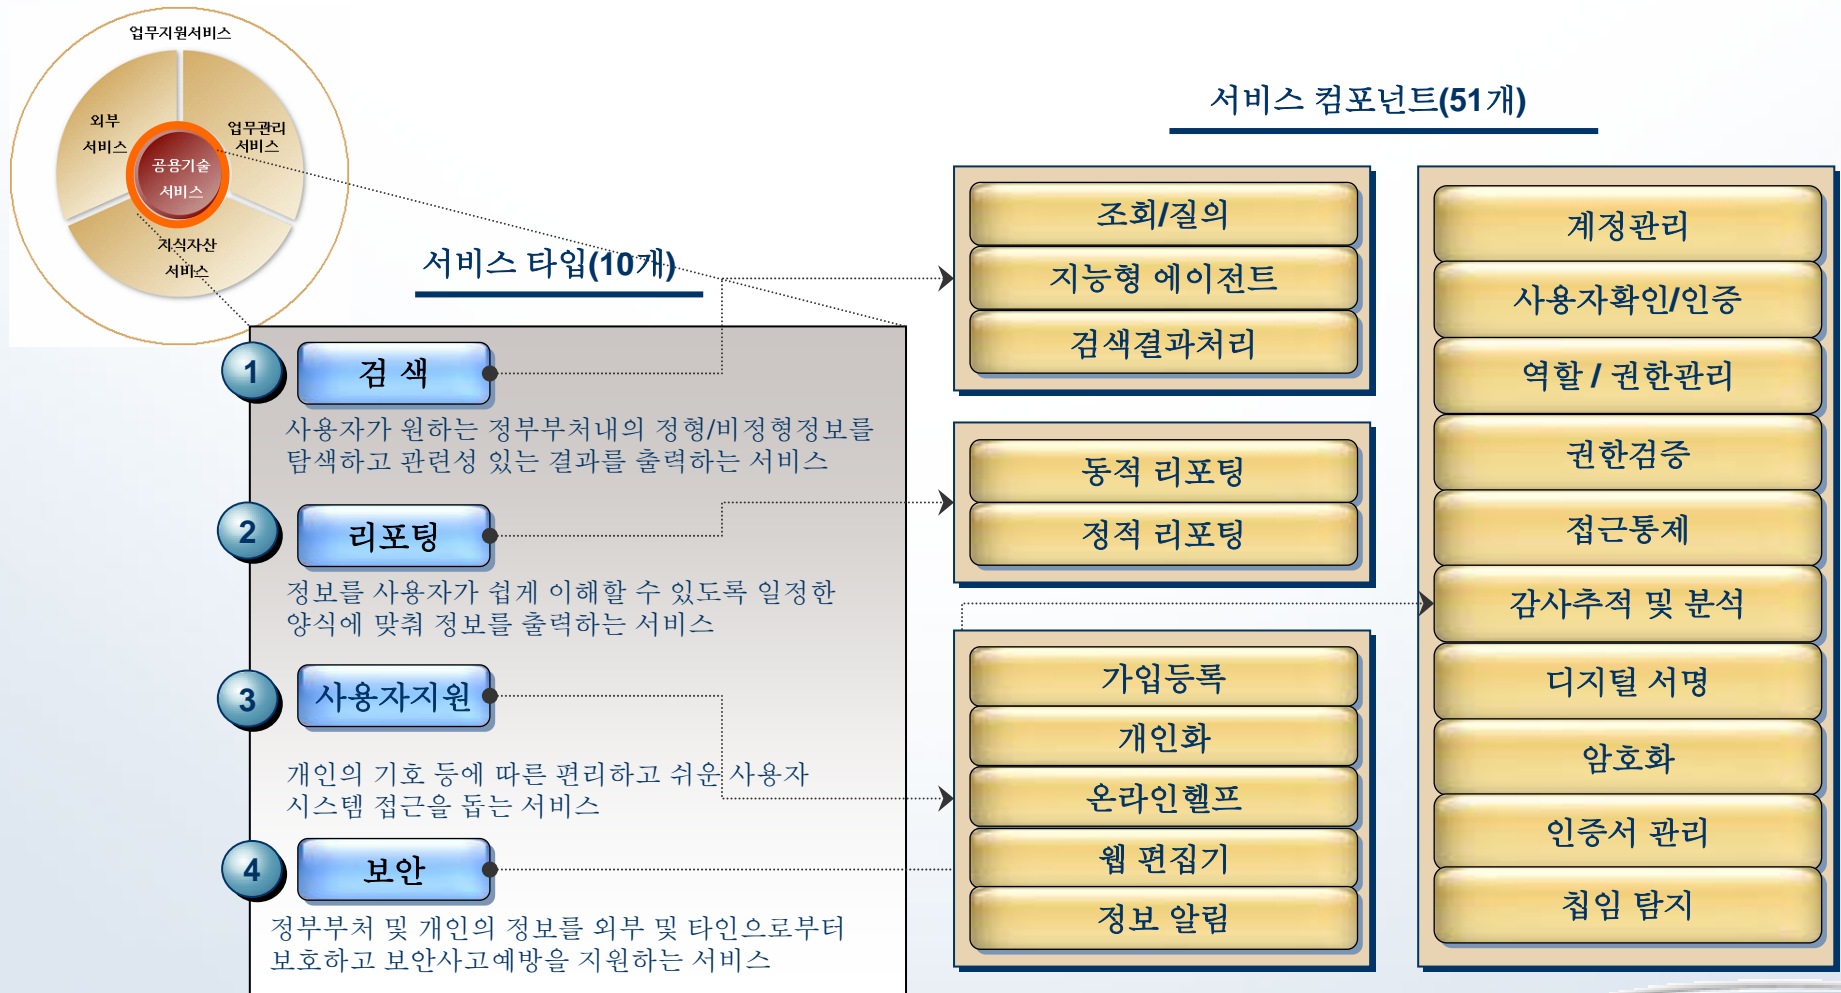 업무지원서비스
외부
서비스
업무관리
서비스
공용기술
서비스
지식자산
서비스
서비스 타입(10개)
서비스 컴포넌트(51개)
1
검 색
사용자가 원하는 정부부처내의 정형/비정형정보를
탐색하고 관련성 있는 결과를 출력하는 서비스
2
리포팅
정보를 사용자가 쉽게 이해할 수 있도록 일정한
양식에 맞춰 정보를 출력하는 서비스
3
사용자지원
개인의 기호 등에 따른 편리하고 쉬운 사용자
시스템 접근을 돕는 서비스
4
보안
정부부처 및 개인의 정보를 외부 및 타인으로부터
보호하고 보안사고예방을 지원하는 서비스
조회/질의
지능형 에이전트
검색결과처리
동적 리포팅
정적 리포팅
가입등록
개인화
온라인헬프
웹 편집기
정보 알림
계정관리
사용자확인/인증
역할 / 권한관리
권한검증
접근통제
감사추적 및 분석
디지털 서명
암호화
인증서 관리
칩임 탐지